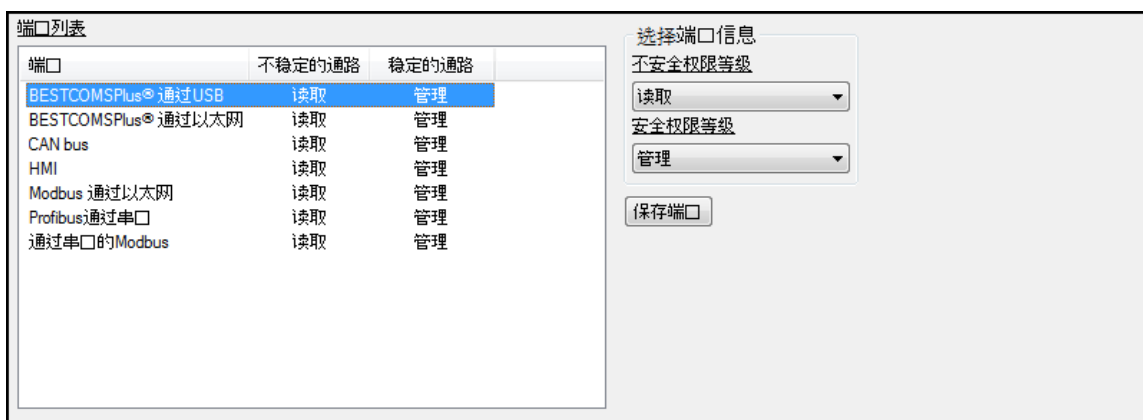 端口列表
端口 不稳定的通路 稳定的通路
BESTCOMSPlus® 通过USB 读取 管理
BESTCOMSPlus® 通过以太网 读取 管理
CAN bus 读取 管理
HMI 读取 管理
Modbus 通过以太网 读取 管理
Profibus通过串口 读取 管理
通过串口的Modbus 读取 管理
选择端口信息
不安全权限等级
读取
安全权限等级
管理
保存端口